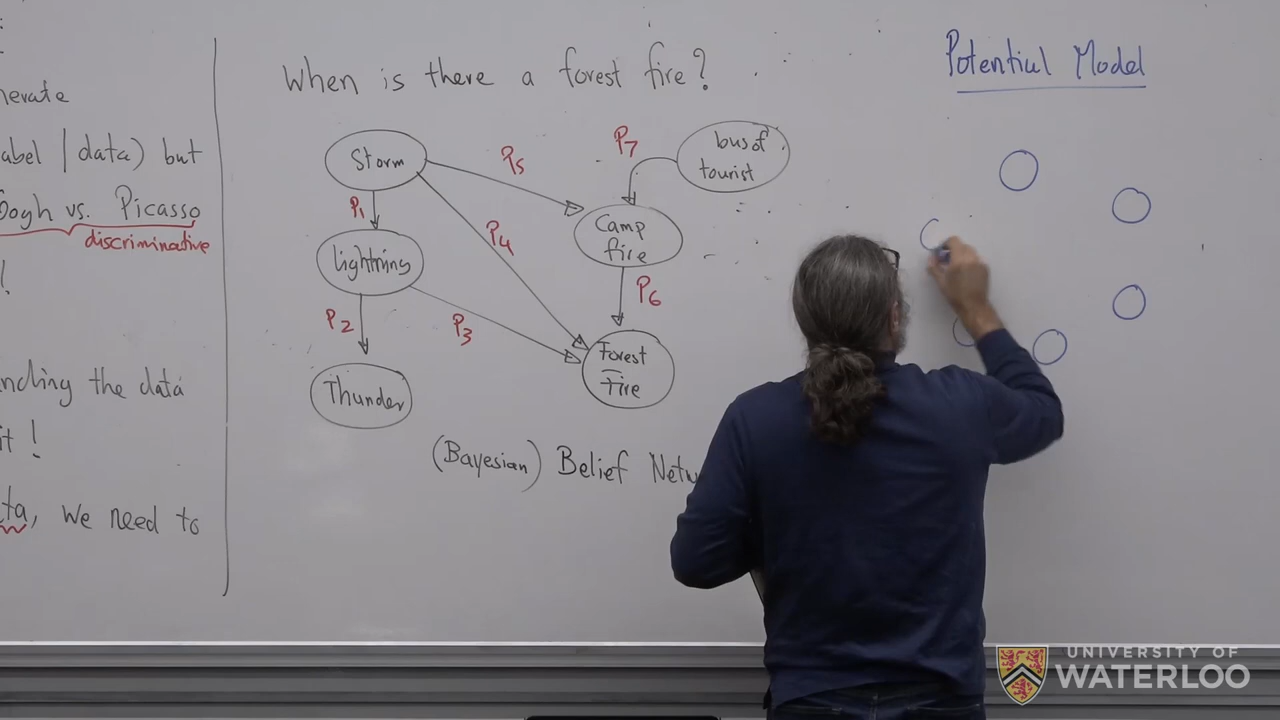 nerate
abel | data) but
Gogh vs. Picasso
discriminative
!
the data
it!
ta, we need to
When is there a forest fire?
Storm
P5
P7
bus of
tourist
P1
P4
Camp
fire
lightning
P2
P3
P6
Forest
Fire
Thunder
(Bayesian) Belief Netw
Potential Model
UNIVERSITY OF
WATERLOO